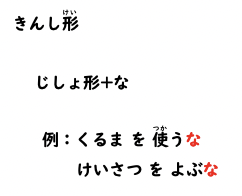 きんし形
じしょ形+な
例：くるま を 使うな
けいさつ を よぶな